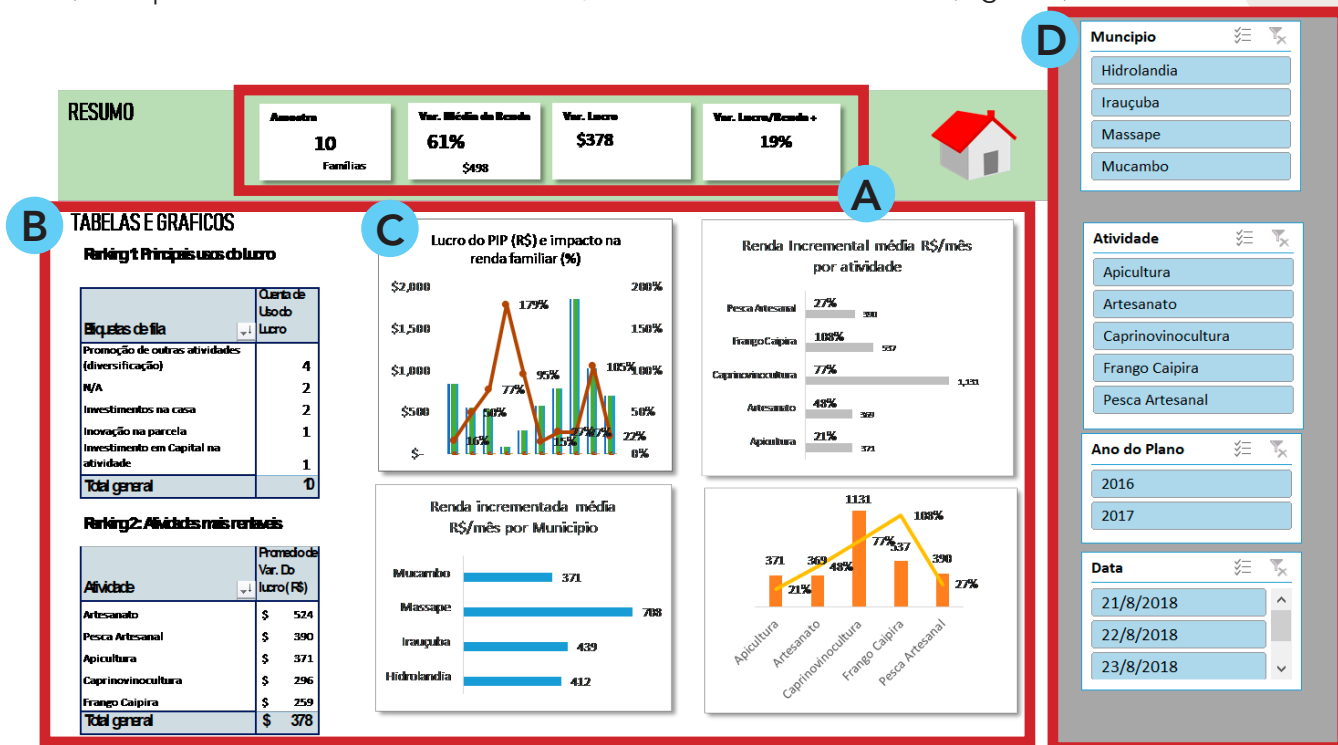 D
Muncipio
Hidrolandia
Irauçuba
Massape
Mucambo
RESUMO
Amostra
10
Famílias
Var. Média da Renda
61%
$498
Var. Lucro
$378
Var. Lucro/Renda +
19%
A
B
TABELAS E GRAFICOS
Ranking 1: Principais usos do Lucro
Etiquetas de fila
Cuenta de
Uso do
Lucro
Promoção de outras atividades
(diversificação) 4
N/A 2
Investimentos na casa 2
Inovação na parcela 1
Investimento em Capital na
atividade 1
Total general 10
Ranking 2: Atividades mais rentaveis
Atividade
Promedio de
Var. Do
lucro (R$)
Artesanato $ 524
Pesca Artesanal $ 390
Apicultura $ 371
Caprinovinocultura $ 296
Frango Caipira $ 259
Total general $ 378
C
Lucro do PIP (R$) e impacto na
renda familiar (%)
$2,000
$1,500
$1,000
$500
$-
200%
150%
100%
50%
0%
16%
50%
77%
179%
95%
15%
27%
27%
105%
22%
Renda Incremental média R$/mês
por atividade
Pesca Artesanal 27% 390
Frango Caipira 108% 537
Caprinovinocultura 77% 1,131
Artesanato 48% 369
Apicultura 21% 371
Renda incrementada média
R$/mês por Municipio
Mucambo 371
Massape 708
Irauçuba 439
Hidrolandia 412
1131
108%
77%
537
371
369
48%
390
21%
27%
Apicultura
Artesanato
Caprinovinocultura
Frango Caipira
Pesca Artesanal
Atividade
Apicultura
Artesanato
Caprinovinocultura
Frango Caipira
Pesca Artesanal
Ano do Plano
2016
2017
Data
21/8/2018
22/8/2018
23/8/2018